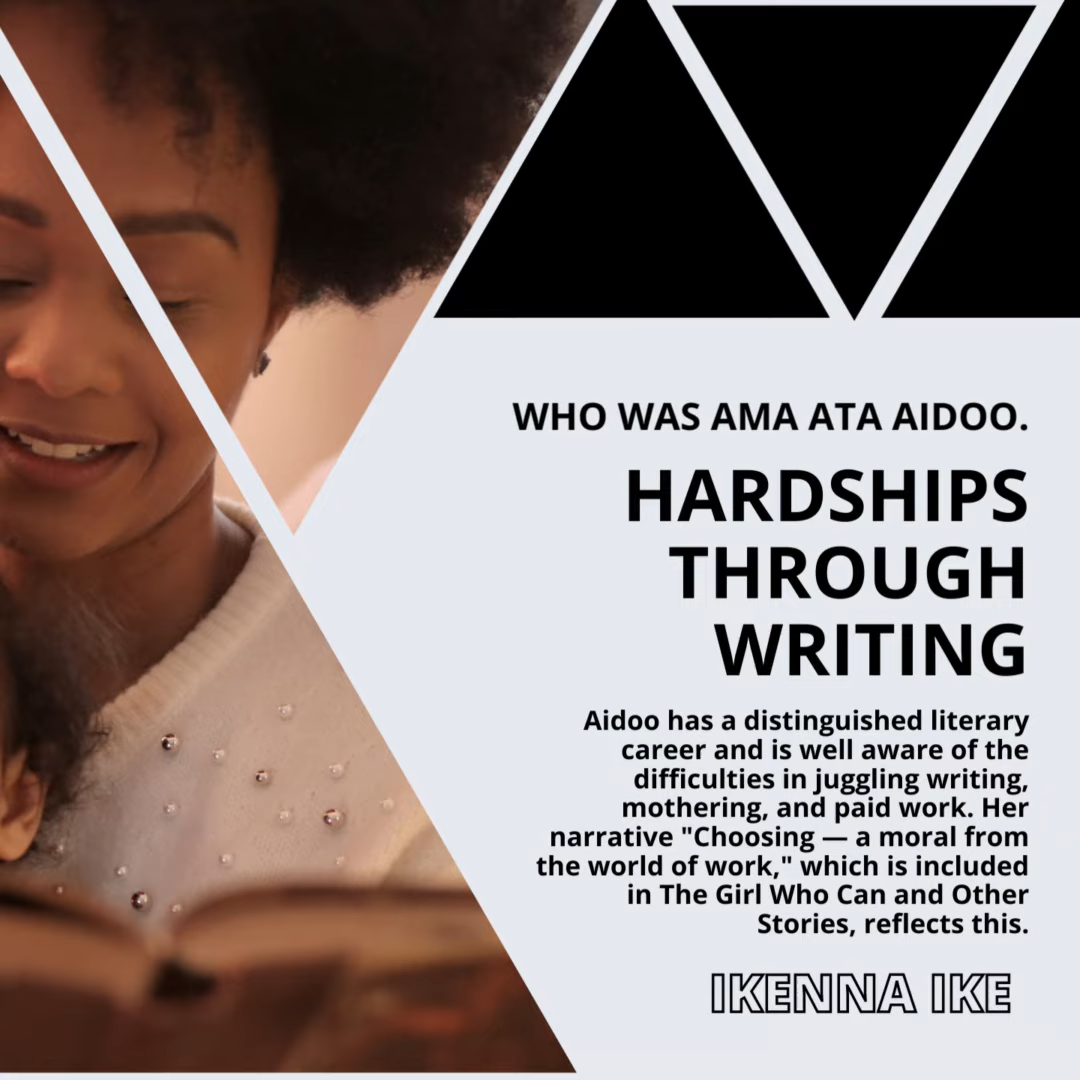 WHO WAS AMA ATA AIDOO.
HARDSHIPS
THROUGH
WRITING
Aidoo has a distinguished literary
career and is well aware of the
difficulties in juggling writing,
mothering, and paid work. Her
narrative "Choosing — a moral from
the world of work," which is included
in The Girl Who Can and Other
Stories, reflects this.
IKENNA IKE